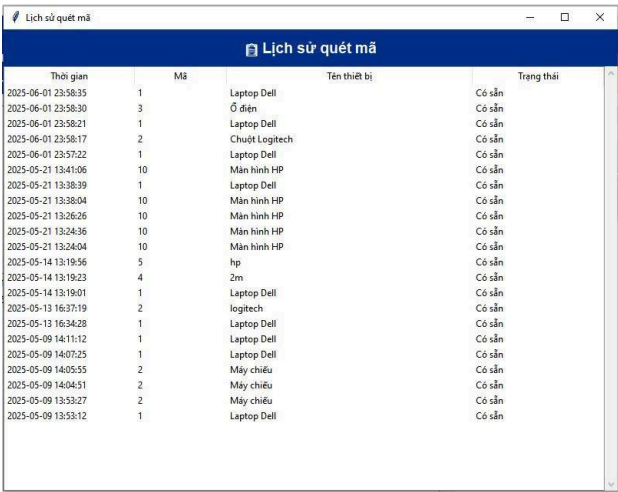 Lịch sử quét mã
Lịch sử quét mã
Thời gian Mã Tên thiết bị Trạng thái
2025-06-01 23:58:35 1 Laptop Dell Có sẵn
2025-06-01 23:58:30 3 Ổ điện Có sẵn
2025-06-01 23:58:21 1 Laptop Dell Có sẵn
2025-06-01 23:58:17 2 Chuột Logitech Có sẵn
2025-06-01 23:57:22 1 Laptop Dell Có sẵn
2025-05-21 13:41:06 10 Màn hình HP Có sẵn
2025-05-21 13:38:39 1 Laptop Dell Có sẵn
2025-05-21 13:38:04 10 Màn hình HP Có sẵn
2025-05-21 13:26:26 10 Màn hình HP Có sẵn
2025-05-21 13:24:36 10 Màn hình HP Có sẵn
2025-05-21 13:24:04 10 Màn hình HP Có sẵn
2025-05-14 13:19:56 5 hp Có sẵn
2025-05-14 13:19:23 4 2m Có sẵn
2025-05-14 13:19:01 1 Laptop Dell Có sẵn
2025-05-13 16:37:19 2 logitech Có sẵn
2025-05-13 16:34:28 1 Laptop Dell Có sẵn
2025-05-09 14:11:12 1 Laptop Dell Có sẵn
2025-05-09 14:07:25 1 Laptop Dell Có sẵn
2025-05-09 14:05:55 2 Máy chiếu Có sẵn
2025-05-09 14:04:51 2 Máy chiếu Có sẵn
2025-05-09 13:53:27 2 Máy chiếu Có sẵn
2025-05-09 13:53:12 1 Laptop Dell Có sẵn